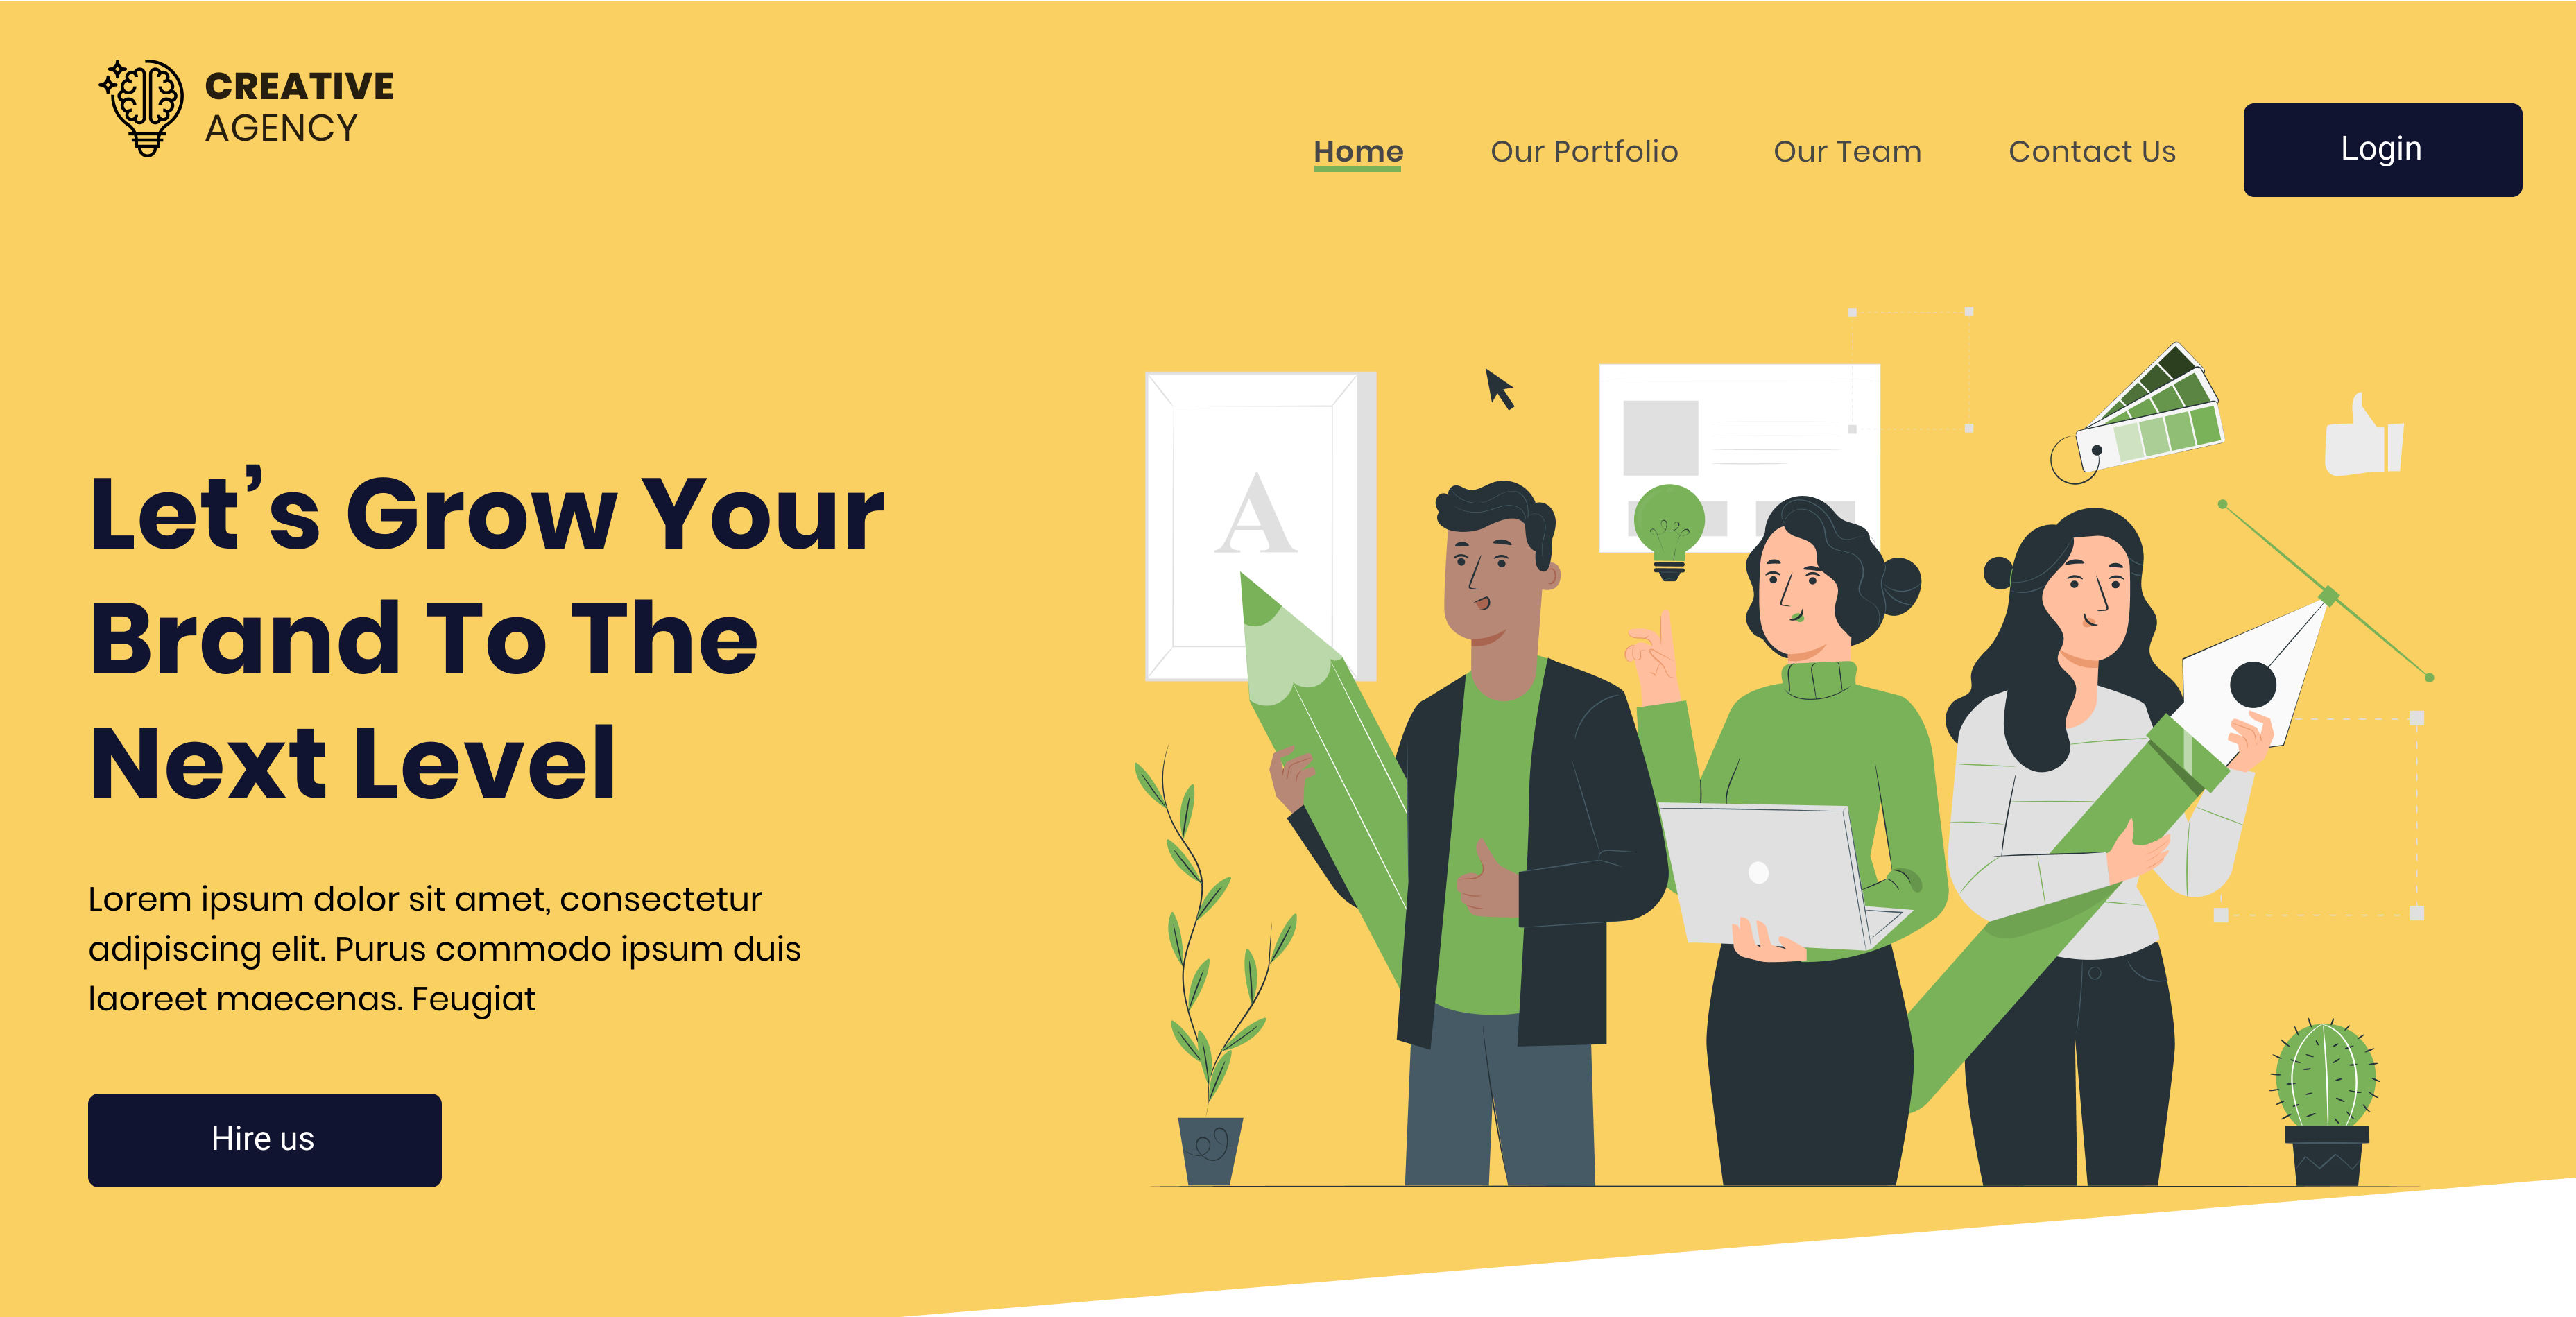 CREATIVE
AGENCY
Home
Our Portfolio
Our Team
Contact Us
Login
Let’s Grow Your
Brand To The
Next Level
Lorem ipsum dolor sit amet, consectetur
adipiscing elit. Purus commodo ipsum duis
laoreet maecenas. Feugiat
Hire us
A